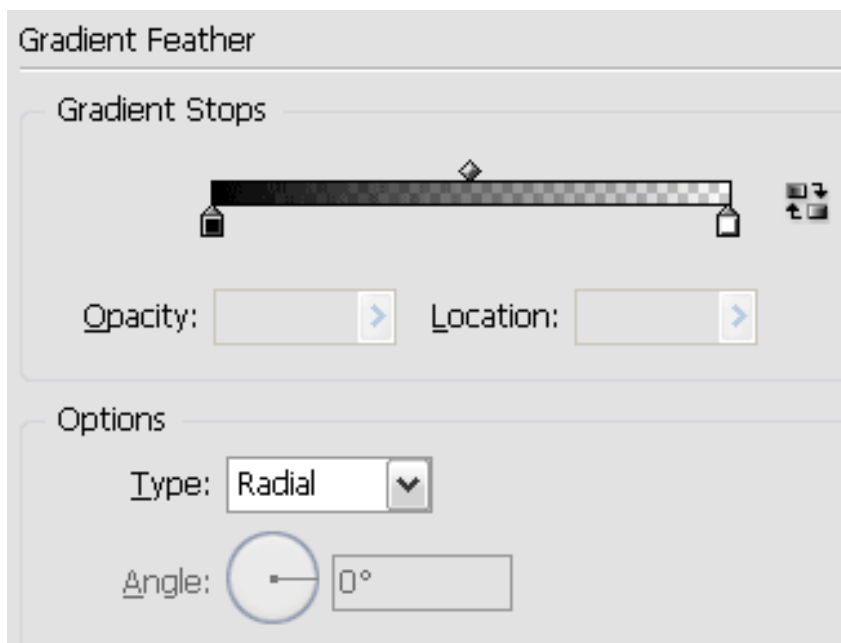 Gradient Feather
Gradient Stops
Opacity: Location:
Options
Type: Radial
Angle: 0°